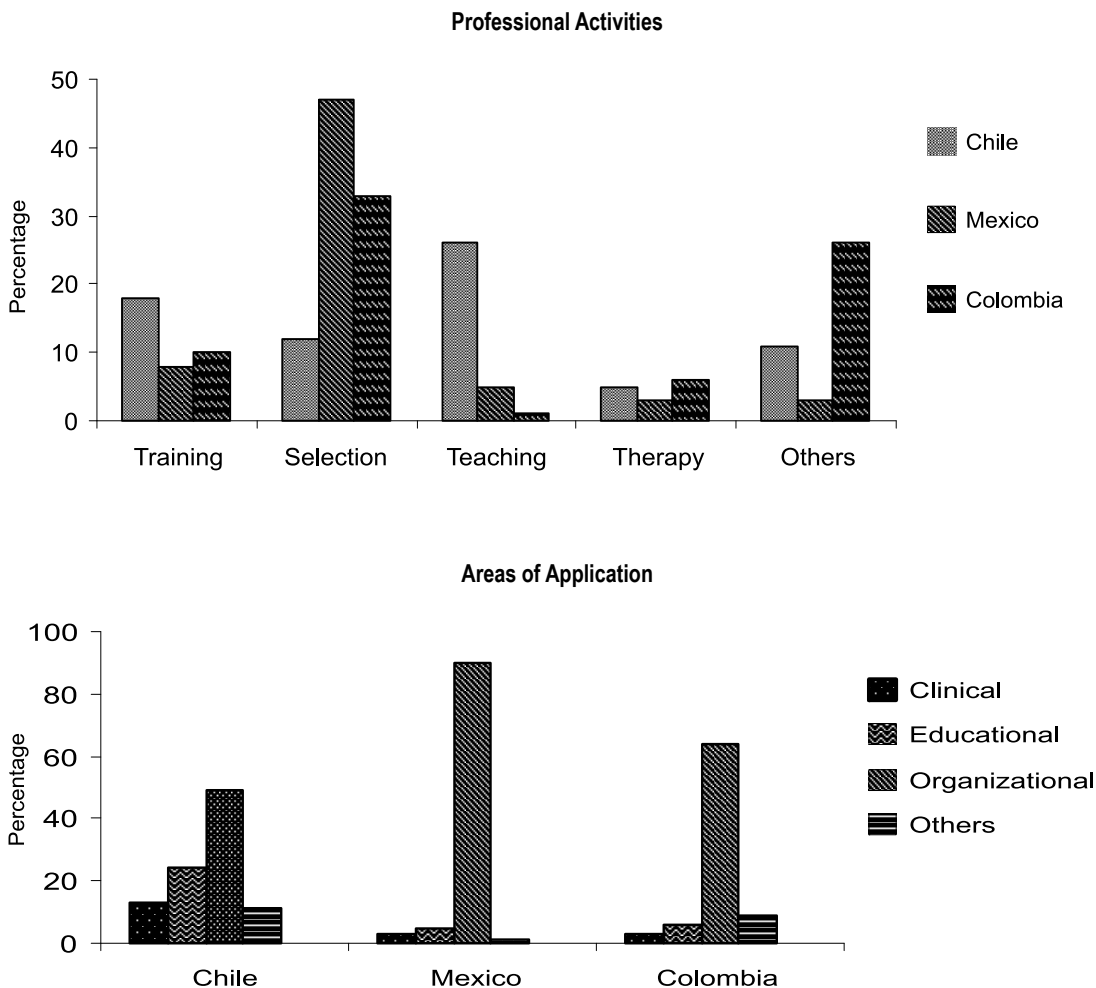 Professional Activities
50
40
30
20
10
0
Percentage
Training Selection Teaching Therapy Others
Chile
Mexico
Colombia
Areas of Application
100
80
60
40
20
0
Percentage
Chile Mexico Colombia
Clinical
Educational
Organizational
Others